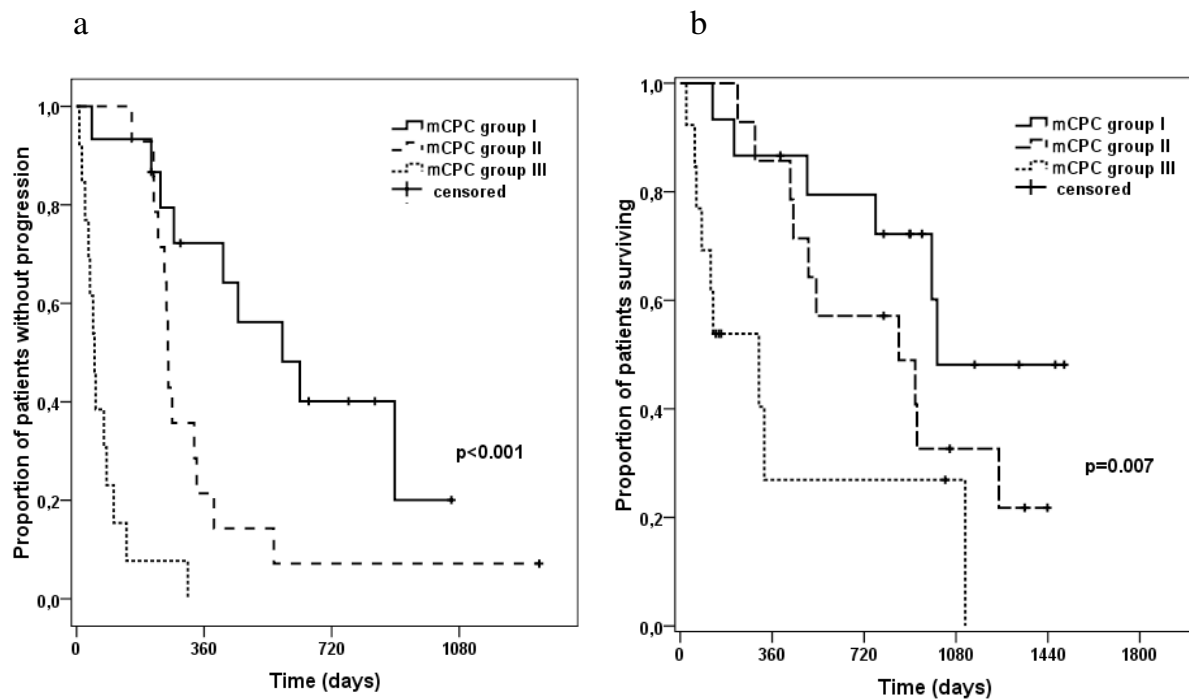 a
Proportion of patients without progression
1,0
0,8
0,6
0,4
0,2
0,0
mCPC group I
mCPC group II
mCPC group III
censored
p<0.001
0 360 720 1080
Time (days)
b
Proportion of patients surviving
1,0
0,8
0,6
0,4
0,2
0,0
mCPC group I
mCPC group II
mCPC group III
censored
p=0.007
0 360 720 1080 1440 1800
Time (days)